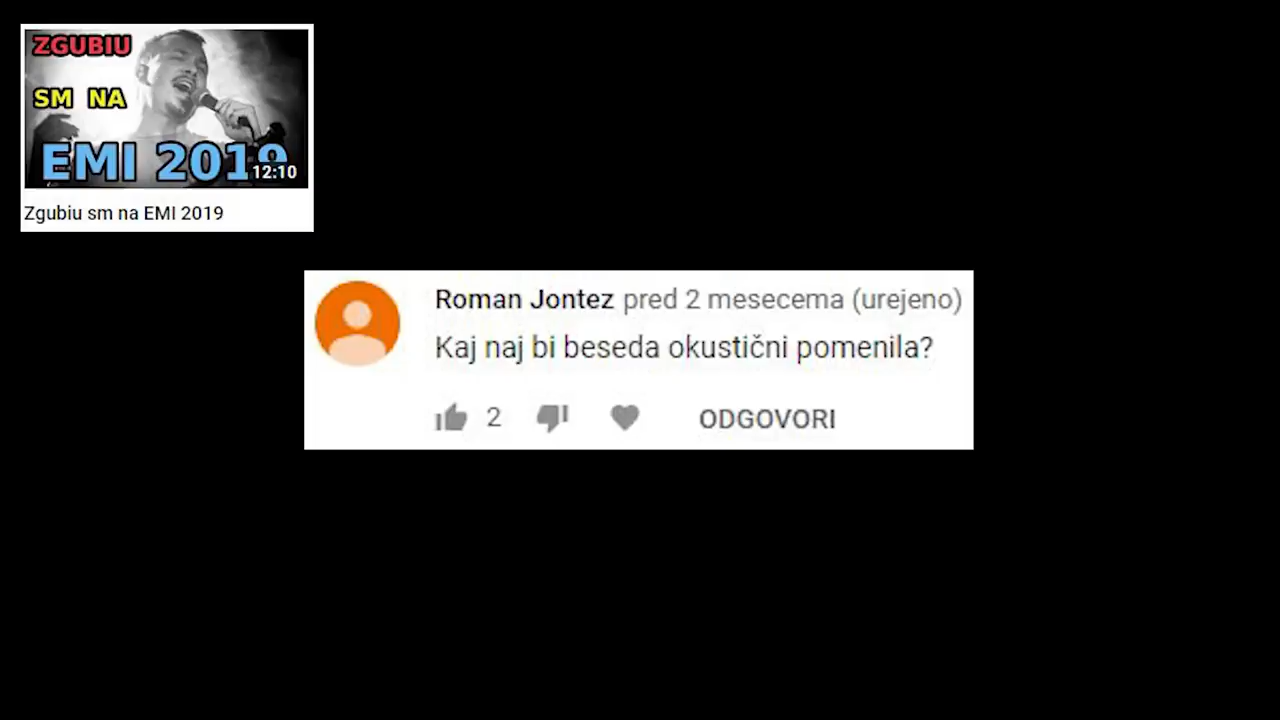 ZGUBIU
SM NA
EMI 2019
12:10
Zgubiu sm na EMI 2019
Roman Jontez pred 2 mesecema (urejeno)
Kaj naj bi beseda okustični pomenila?
2
ODGOVORI